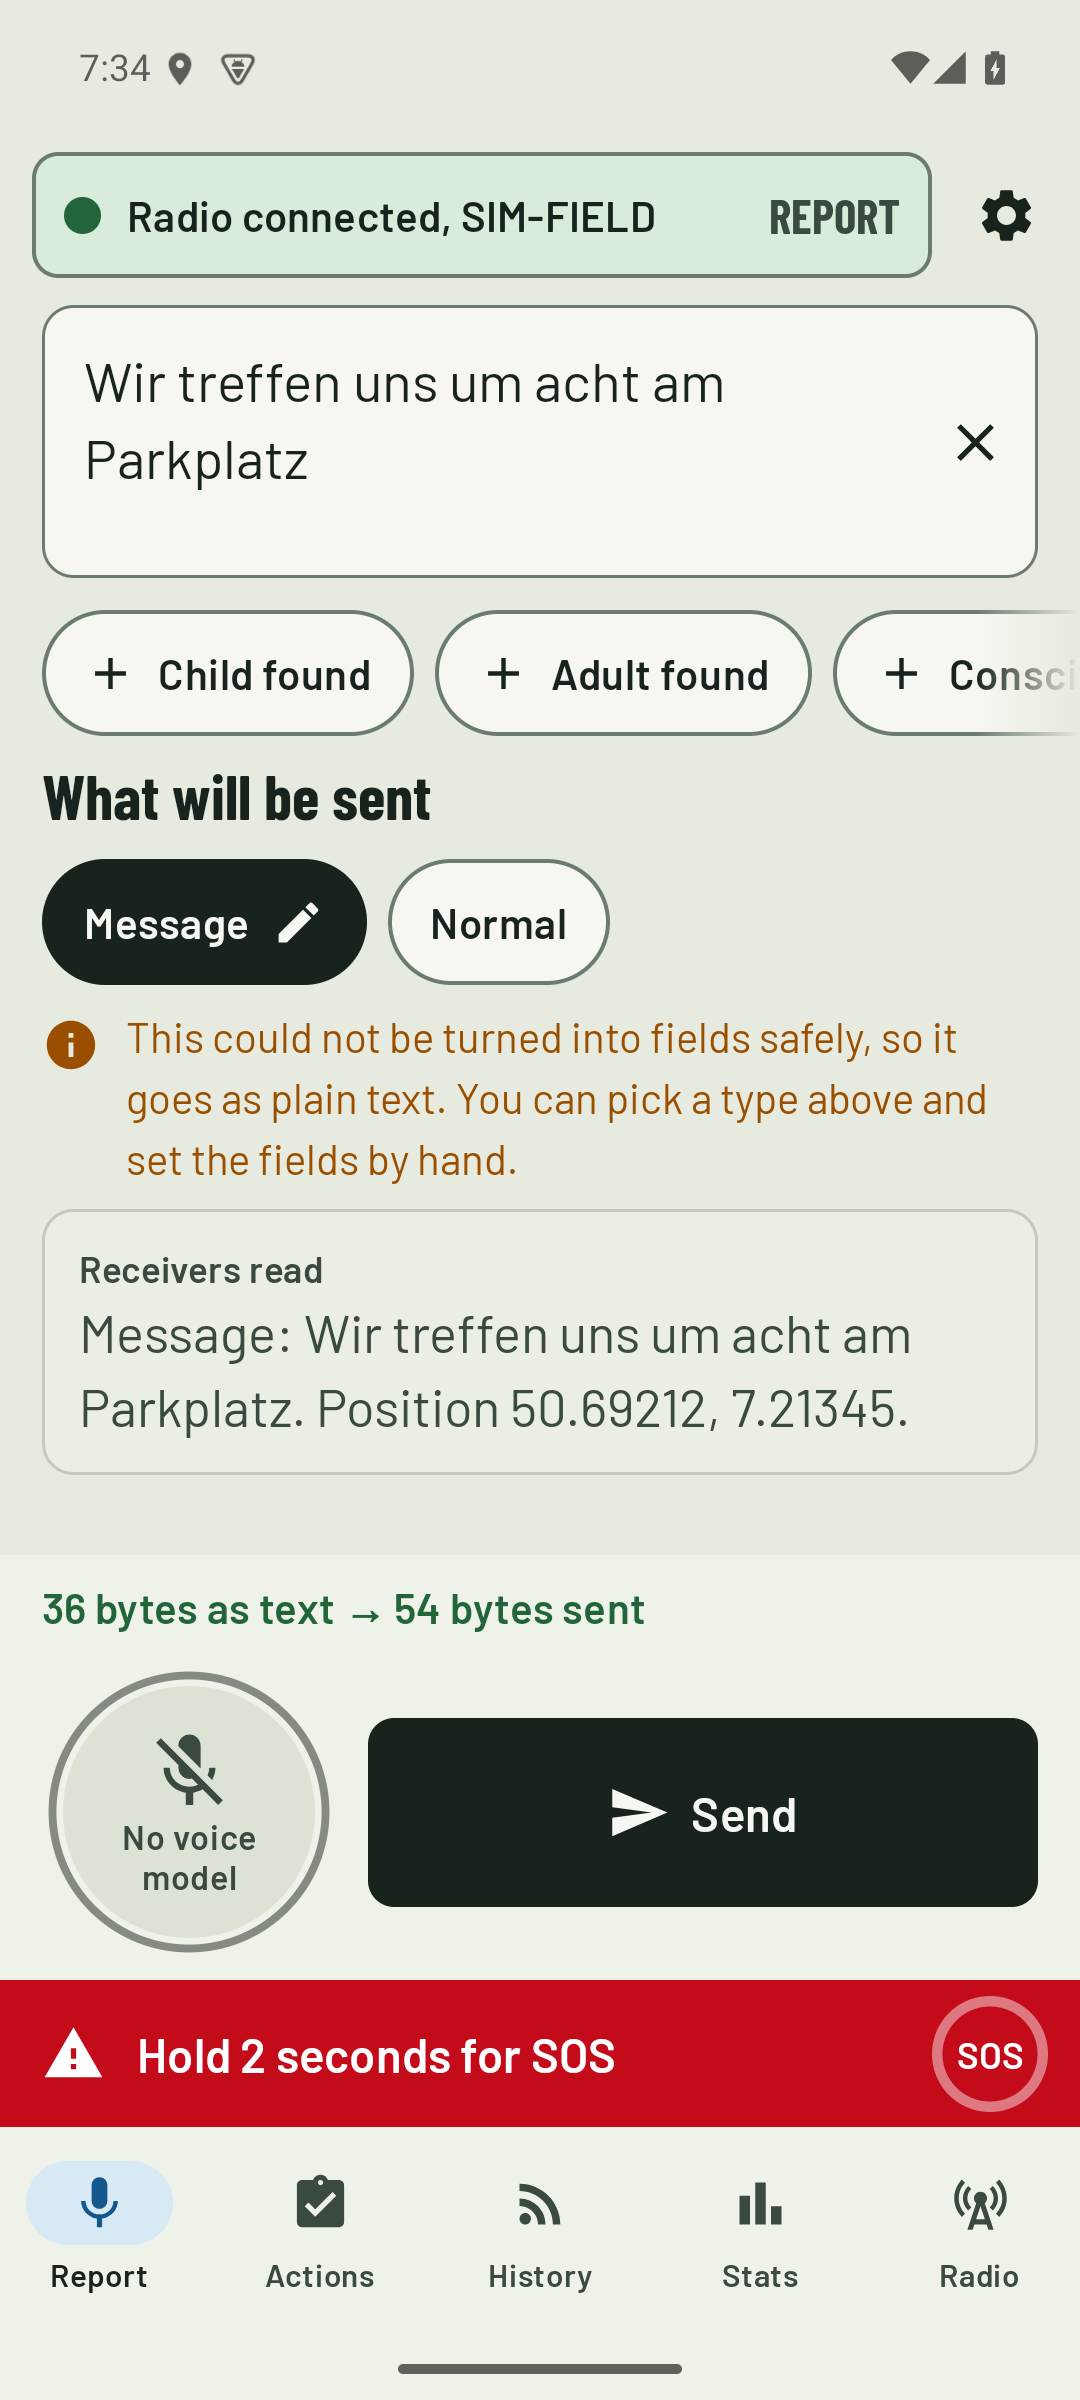 7:34
Radio connected, SIM-FIELD REPORT
Wir treffen uns um acht am
Parkplatz
Child found
Adult found
What will be sent
Message
Normal
This could not be turned into fields safely, so it
goes as plain text. You can pick a type above and
set the fields by hand.
Receivers read
Message: Wir treffen uns um acht am
Parkplatz. Position 50.69212, 7.21345.
36 bytes as text → 54 bytes sent
No voice
model
Send
Hold 2 seconds for SOS
SOS
Report
Actions
History
Stats
Radio